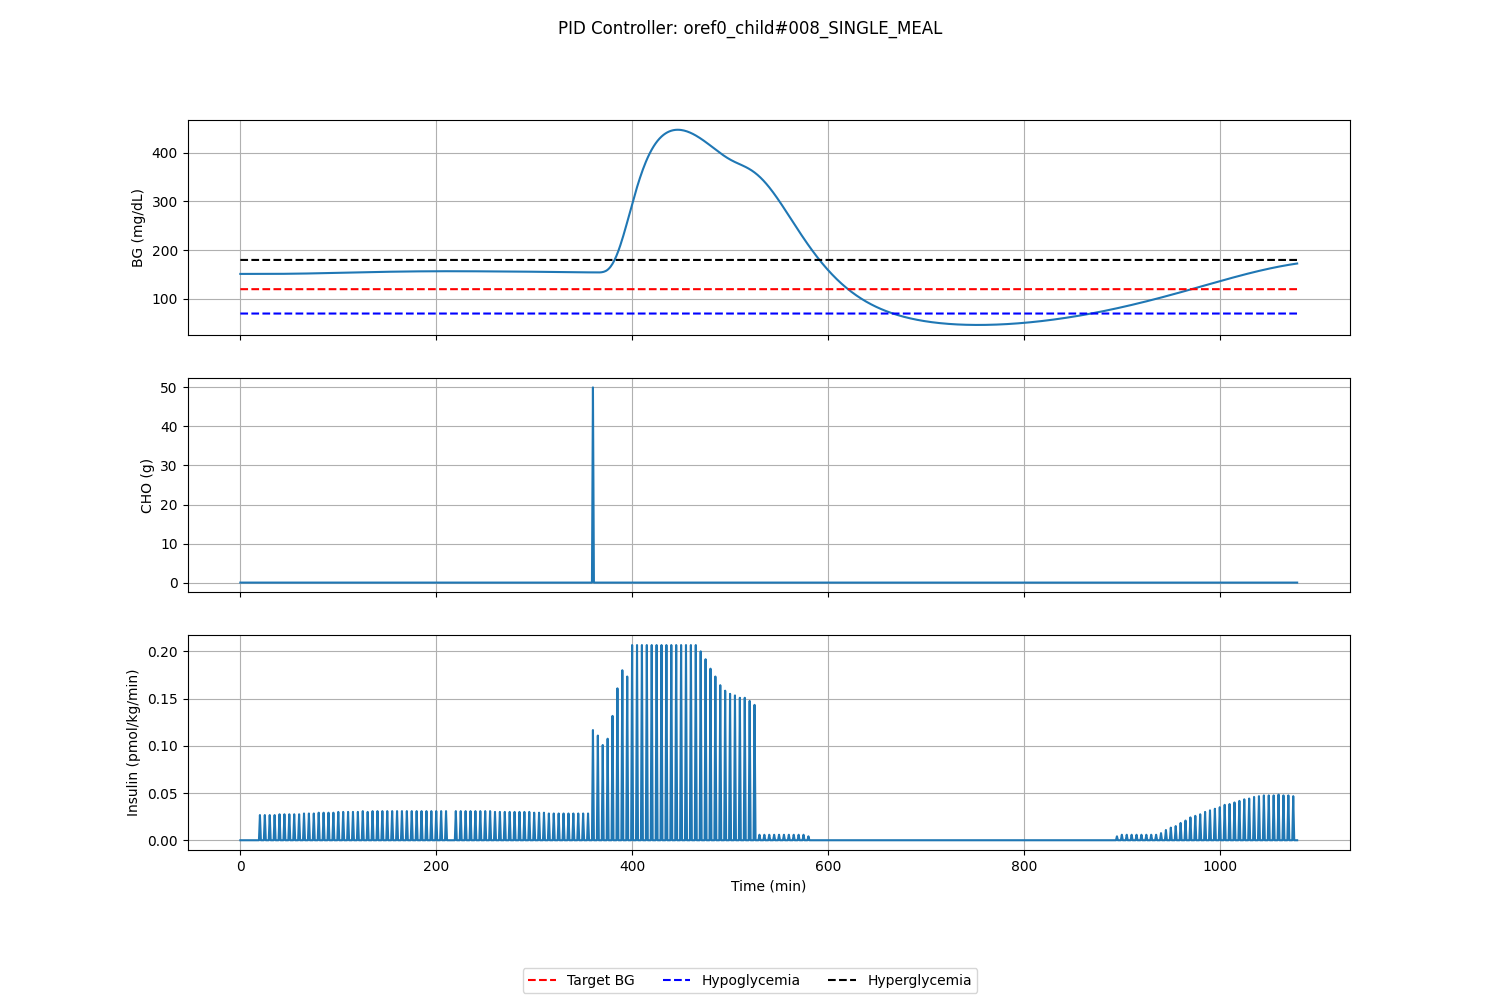 PID Controller: oref0_child#008_SINGLE_MEAL
BG (mg/dL)
400
300
200
100
CHO (g)
50
40
30
20
10
0
Insulin (pmol/kg/min)
0.20
0.15
0.10
0.05
0.00
0 200 400 600 800 1000
Time (min)
Target BG Hypoglycemia Hyperglycemia